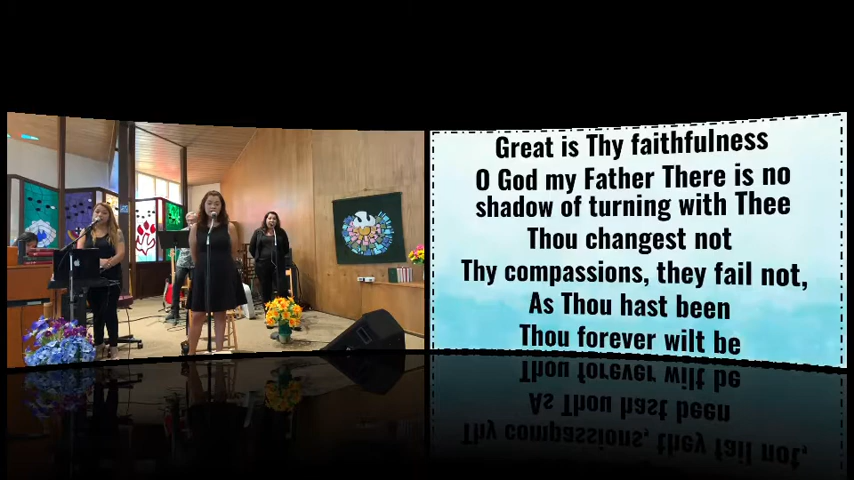 Great is Thy faithfulness
O God my Father There is no
shadow of turning with Thee
Thou changest not
Thy compassions, they fail not,
As Thou hast been
Thou forever wilt be